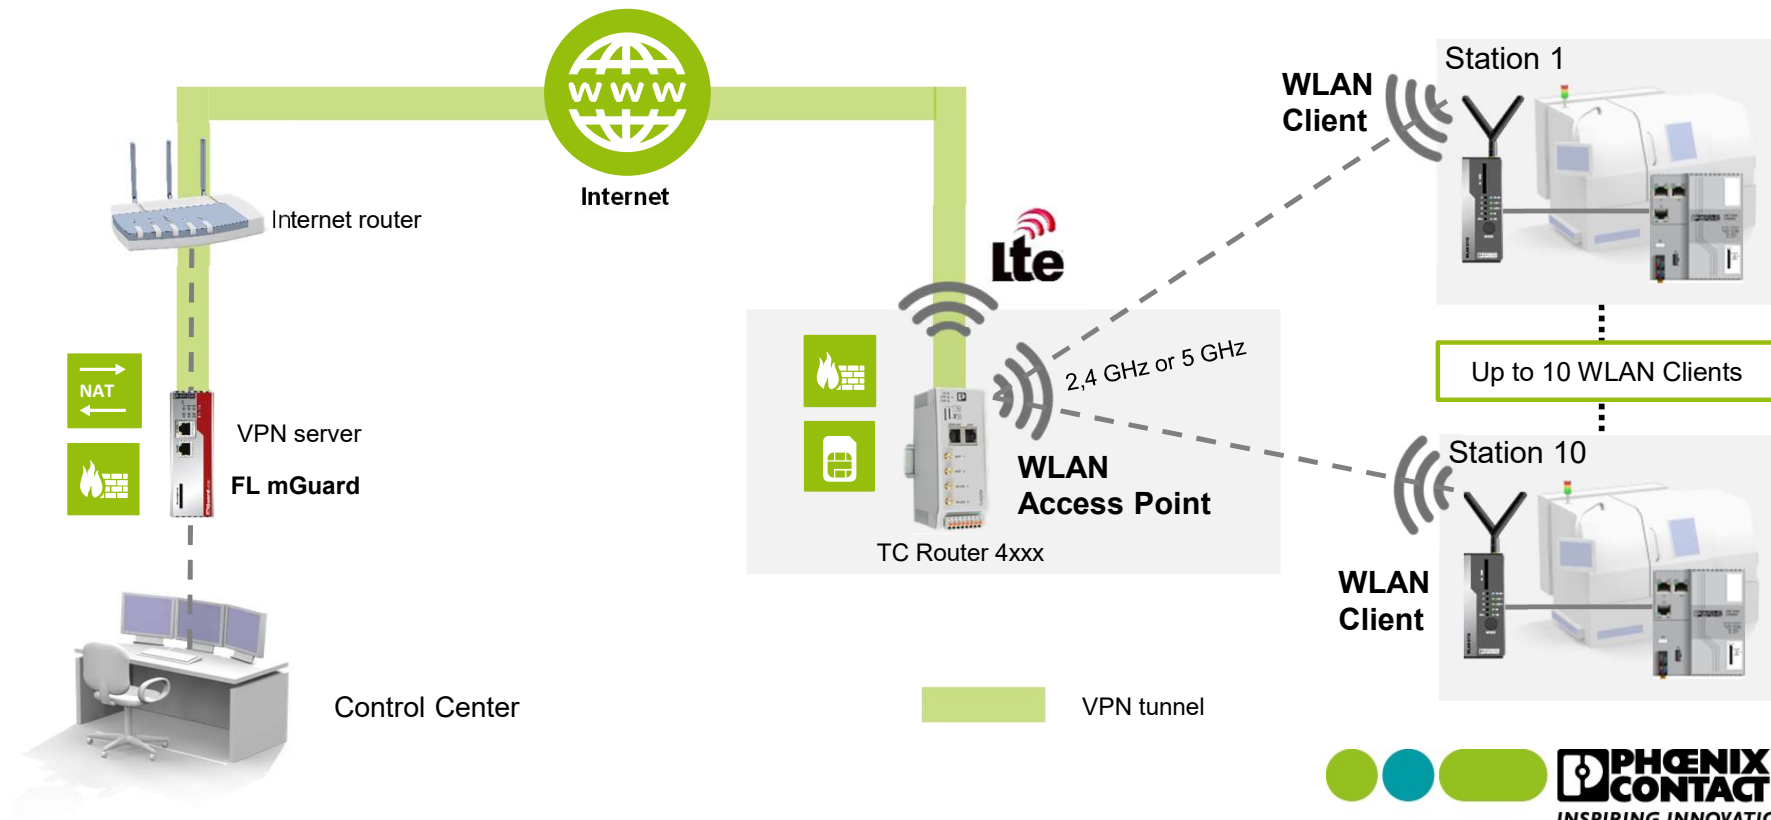 www
Internet
Internet router
NAT
VPN server
FL mGuard
Control Center
Lte
2,4 GHz or 5 GHz
WLAN
Access Point
TC Router 4xxx
VPN tunnel
WLAN
Client
Station 1
Up to 10 WLAN Clients
Station 10
WLAN
Client
PHŒNIX
CONTACT